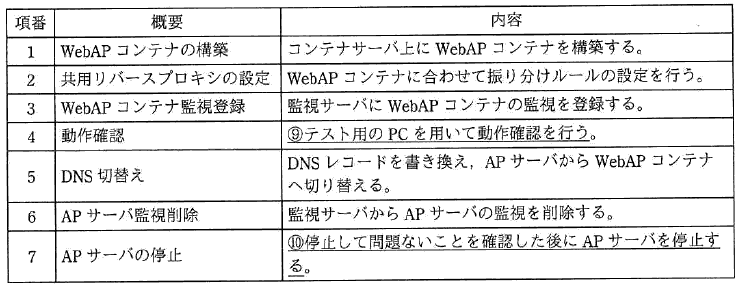 項番 概要 内容
1 WebAP コンテナの構築 コンテナサーバ上に WebAP コンテナを構築する。
2 共用リバースプロキシの設定 WebAP コンテナに合わせて振り分けルールの設定を行う。
3 WebAP コンテナ監視登録 監視サーバに WebAP コンテナの監視を登録する。
4 動作確認 ⑨テスト用の PC を用いて動作確認を行う。
5 DNS 切替え DNS レコードを書き換え，AP サーバから WebAP コンテナ
へ切り替える。
6 AP サーバ監視削除 監視サーバから AP サーバの監視を削除する。
7 AP サーバの停止 ⑩停止して問題ないことを確認した後に AP サーバを停止す
る。